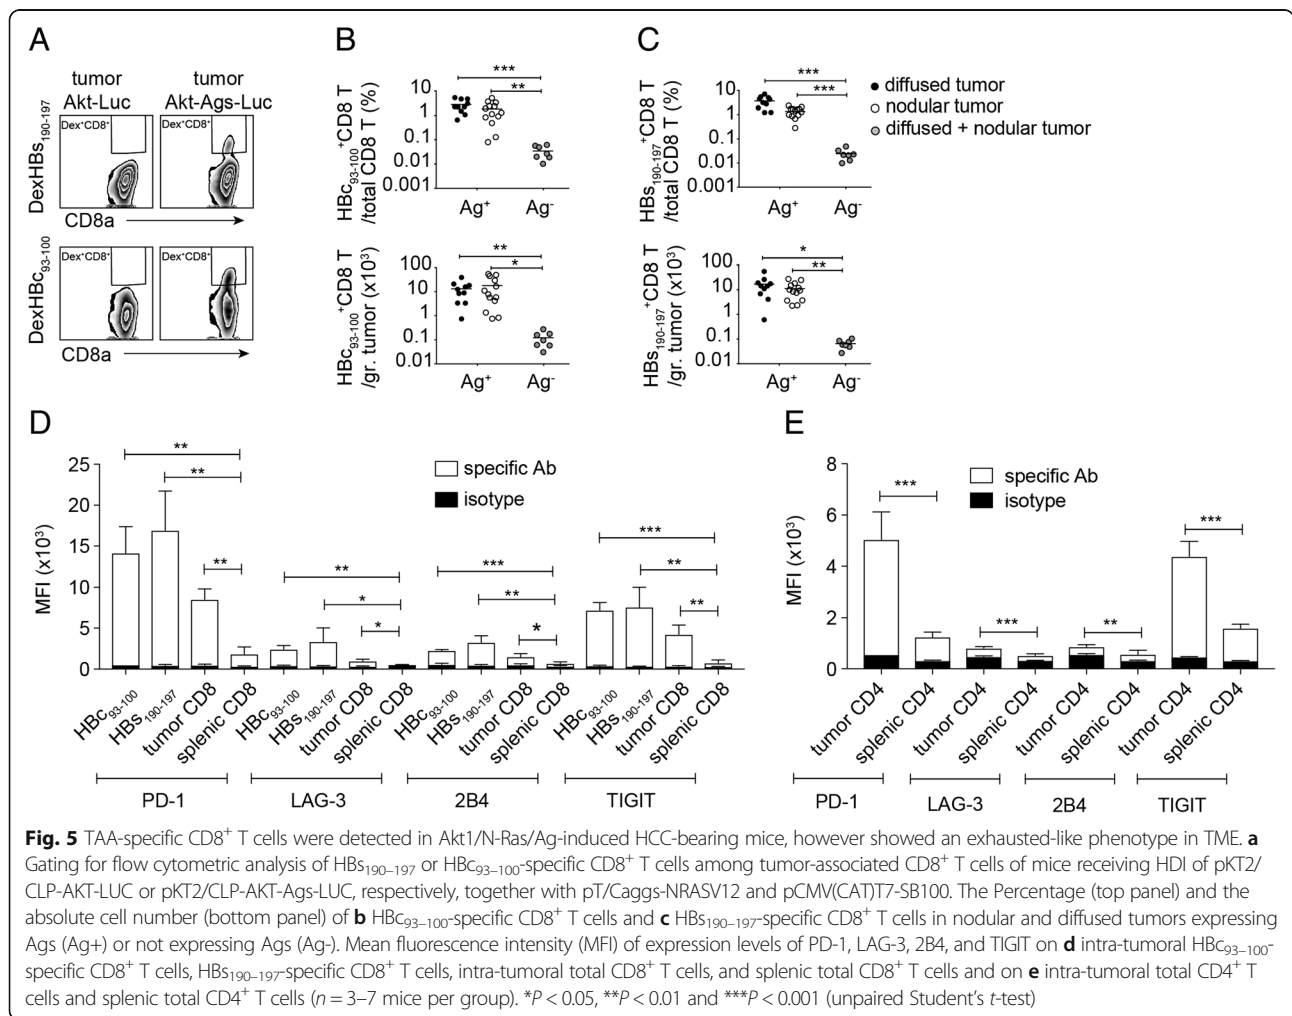 A
tumor
Akt-Luc
tumor
Akt-Ags-Luc
DexHBs190-197
Dex+CD8+
Dex+CD8+
CD8a
DexHBc93-100
Dex+CD8+
Dex+CD8+
CD8a
B
HBc93-100+CD8 T
/total CD8 T (%)
***
**
10
1
0.1
0.01
0.001
Ag+
Ag-
HBc93-100+CD8 T
/gr. tumor (x10³)
**
*
100
10
1
0.1
0.01
Ag+
Ag-
C
HBs190-197+CD8 T
/total CD8 T (%)
***
***
10
1
0.1
0.01
0.001
Ag+
Ag-
diffused tumor
nodular tumor
diffused + nodular tumor
HBs190-197+CD8 T
/gr. tumor (x10³)
*
**
100
10
1
0.1
0.01
Ag+
Ag-
D
MFI (x10³)
25
20
15
10
5
0
specific Ab
isotype
**
**
**
**
*
*
***
**
*
***
**
**
HBc93-100
HBs190-197
tumor CD8
splenic CD8
HBc93-100
HBs190-197
tumor CD8
splenic CD8
HBc93-100
HBs190-197
tumor CD8
splenic CD8
HBc93-100
HBs190-197
tumor CD8
splenic CD8
PD-1
LAG-3
2B4
TIGIT
E
MFI (x10³)
8
6
4
2
0
specific Ab
isotype
***
***
**
***
tumor CD4
splenic CD4
tumor CD4
splenic CD4
tumor CD4
splenic CD4
tumor CD4
splenic CD4
PD-1
LAG-3
2B4
TIGIT
Fig. 5 TAA-specific CD8+ T cells were detected in Akt1/N-Ras/Ag-induced HCC-bearing mice, however showed an exhausted-like phenotype in TME. a
Gating for flow cytometric analysis of HBs190–197 or HBc93–100-specific CD8+ T cells among tumor-associated CD8+ T cells of mice receiving HDI of pKT2/
CLP-AKT-LUC or pKT2/CLP-AKT-Ags-LUC, respectively, together with pT/Caggs-NRASV12 and pCMV(CAT)T7-SB100. The Percentage (top panel) and the
absolute cell number (bottom panel) of b HBc93–100-specific CD8+ T cells and c HBs190–197-specific CD8+ T cells in nodular and diffused tumors expressing
Ags (Ag+) or not expressing Ags (Ag-). Mean fluorescence intensity (MFI) of expression levels of PD-1, LAG-3, 2B4, and TIGIT on d intra-tumoral HBc93–100-
specific CD8+ T cells, HBs190–197-specific CD8+ T cells, intra-tumoral total CD8+ T cells, and splenic total CD8+ T cells and on e intra-tumoral total CD4+ T
cells and splenic total CD4+ T cells (n = 3–7 mice per group). *P < 0.05, **P < 0.01 and ***P < 0.001 (unpaired Student's t-test)